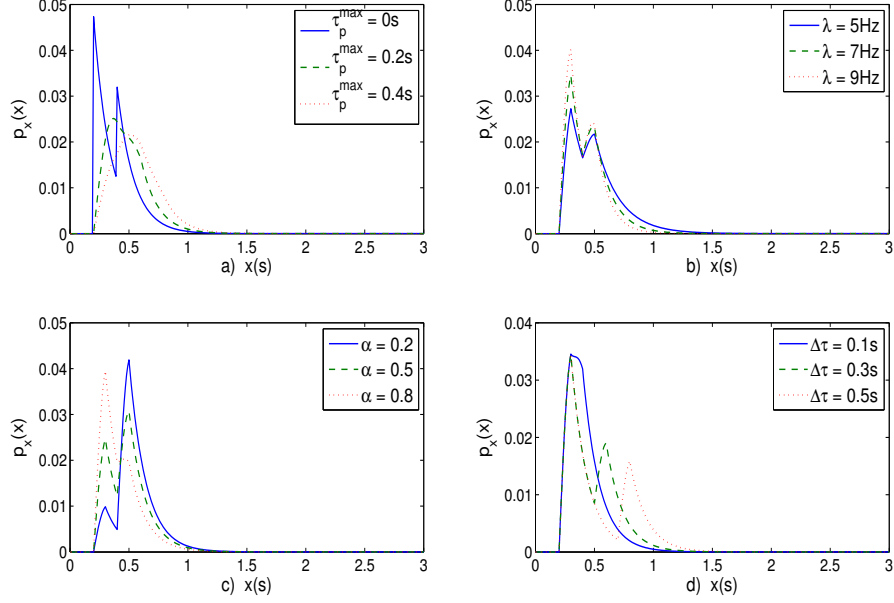 0.05
0.04
0.03
0.02
0.01
0
pₓ(x)
τ_p^max = 0s
τ_p^max = 0.2s
τ_p^max = 0.4s
0 0.5 1 1.5 2 2.5 3
a) x(s)
0.05
0.04
0.03
0.02
0.01
0
pₓ(x)
λ = 5Hz
λ = 7Hz
λ = 9Hz
0 0.5 1 1.5 2 2.5 3
b) x(s)
0.05
0.04
0.03
0.02
0.01
0
pₓ(x)
α = 0.2
α = 0.5
α = 0.8
0 0.5 1 1.5 2 2.5 3
c) x(s)
0.04
0.03
0.02
0.01
0
pₓ(x)
Δτ = 0.1s
Δτ = 0.3s
Δτ = 0.5s
0 0.5 1 1.5 2 2.5 3
d) x(s)